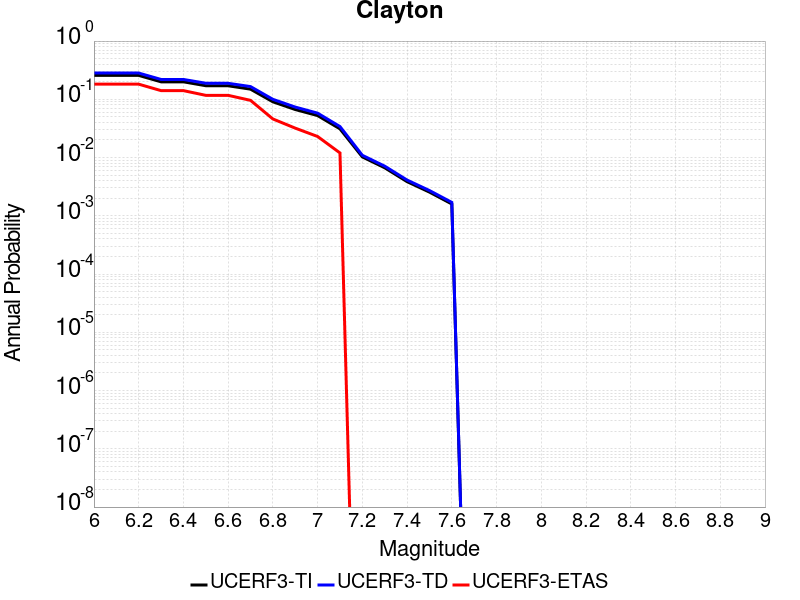 Clayton
10^0
10^-1
10^-2
10^-3
10^-4
10^-5
10^-6
10^-7
10^-8
Annual Probability
6 6.2 6.4 6.6 6.8 7 7.2 7.4 7.6 7.8 8 8.2 8.4 8.6 8.8 9
Magnitude
UCERF3-TI UCERF3-TD UCERF3-ETAS